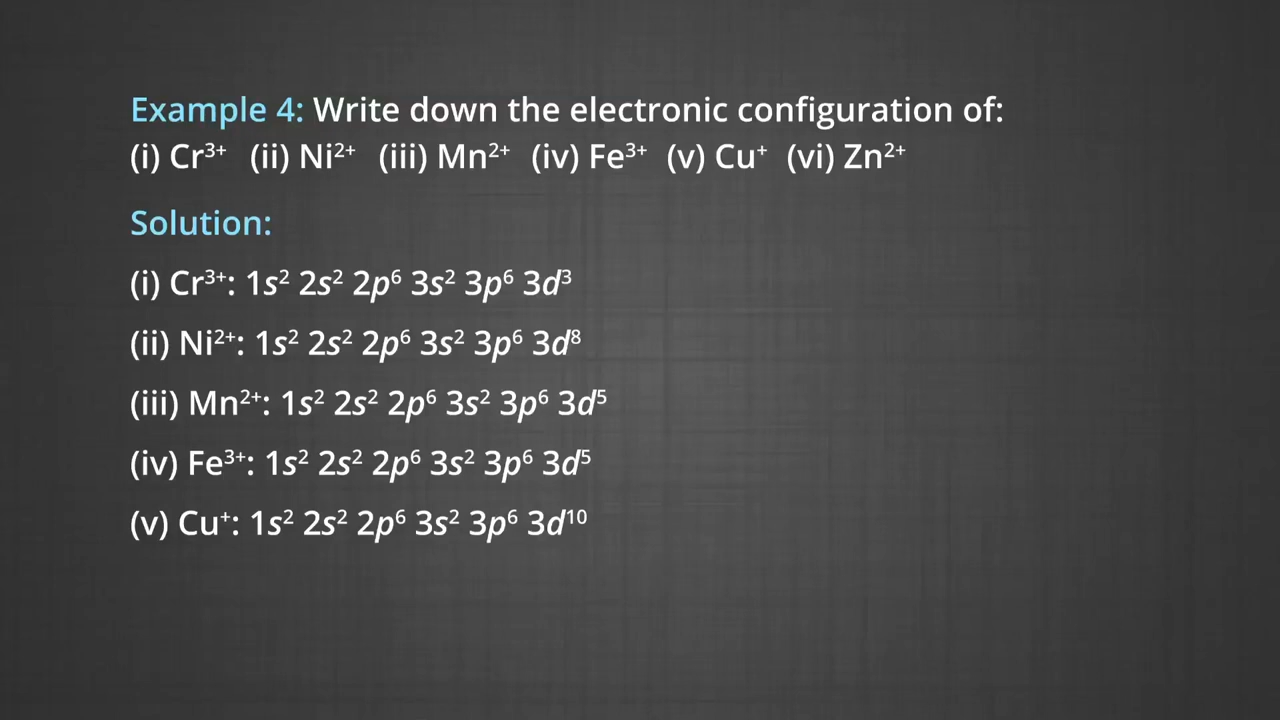 Example 4: Write down the electronic configuration of:
(i) Cr³⁺ (ii) Ni²⁺ (iii) Mn²⁺ (iv) Fe³⁺ (v) Cu⁺ (vi) Zn²⁺
Solution:
(i) Cr³⁺: 1s² 2s² 2p⁶ 3s² 3p⁶ 3d³
(ii) Ni²⁺: 1s² 2s² 2p⁶ 3s² 3p⁶ 3d⁸
(iii) Mn²⁺: 1s² 2s² 2p⁶ 3s² 3p⁶ 3d⁵
(iv) Fe³⁺: 1s² 2s² 2p⁶ 3s² 3p⁶ 3d⁵
(v) Cu⁺: 1s² 2s² 2p⁶ 3s² 3p⁶ 3d¹⁰